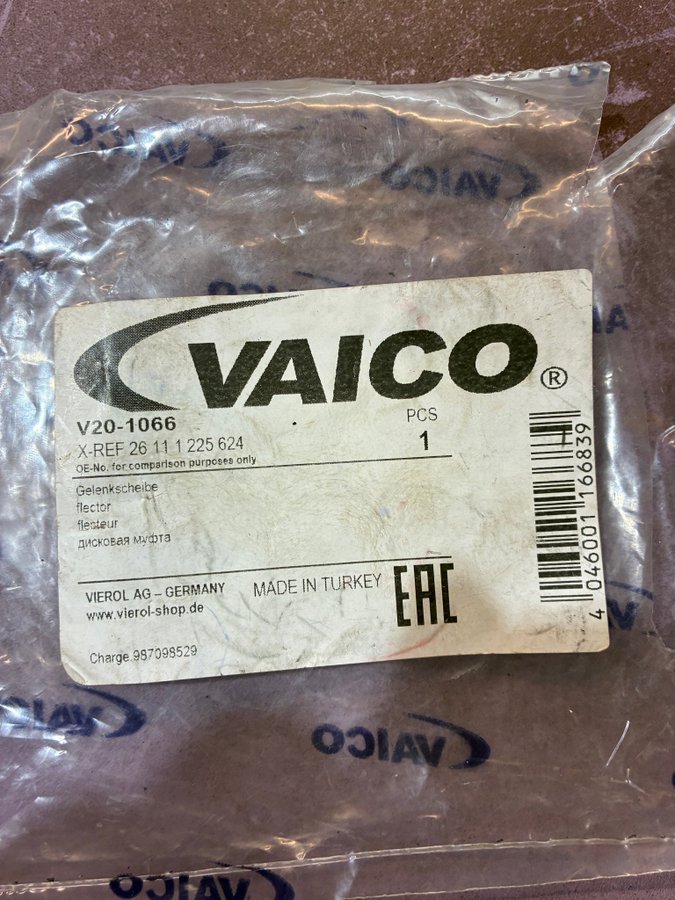 VAICO
VAICO
VAICO®
V20-1066
PCS
X-REF 26 11 1 225 624
1
OE-No. for comparison purposes only
Gelenkscheibe
flector
flecteur
дисковая муфта
VIEROL AG – GERMANY
MADE IN TURKEY
EAC
www.vierol-shop.de
Charge 987098529
4 046001 166839
VAICO
VAICO
VAICO